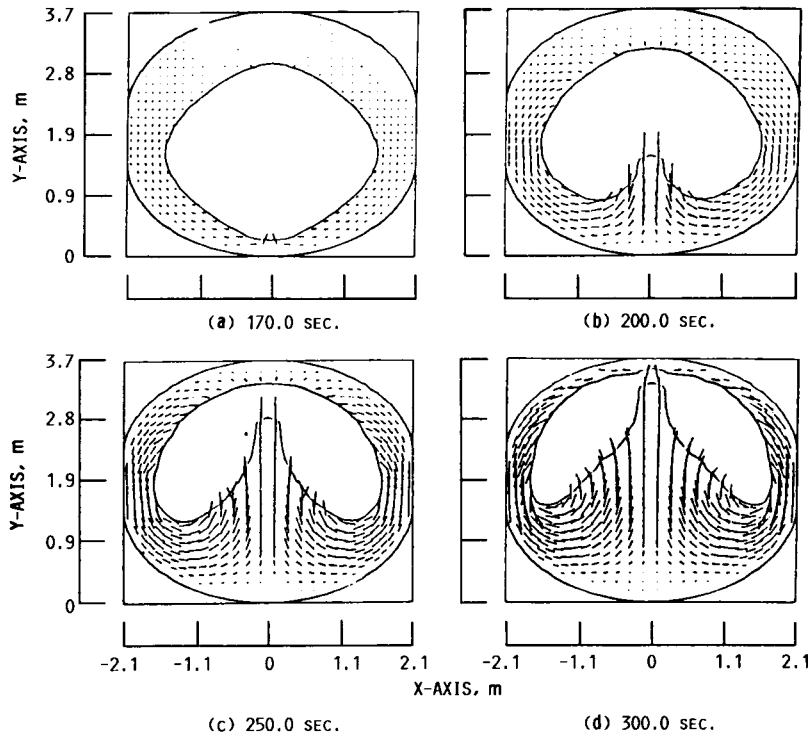 3.7
2.8
1.9
0.9
0
Y-AXIS, m
(a) 170.0 SEC.
(b) 200.0 SEC.
3.7
2.8
1.9
0.9
0
Y-AXIS, m
-2.1 -1.1 0 1.1 2.1
-2.1 -1.1 0 1.1 2.1
X-AXIS, m
(c) 250.0 SEC.
(d) 300.0 SEC.